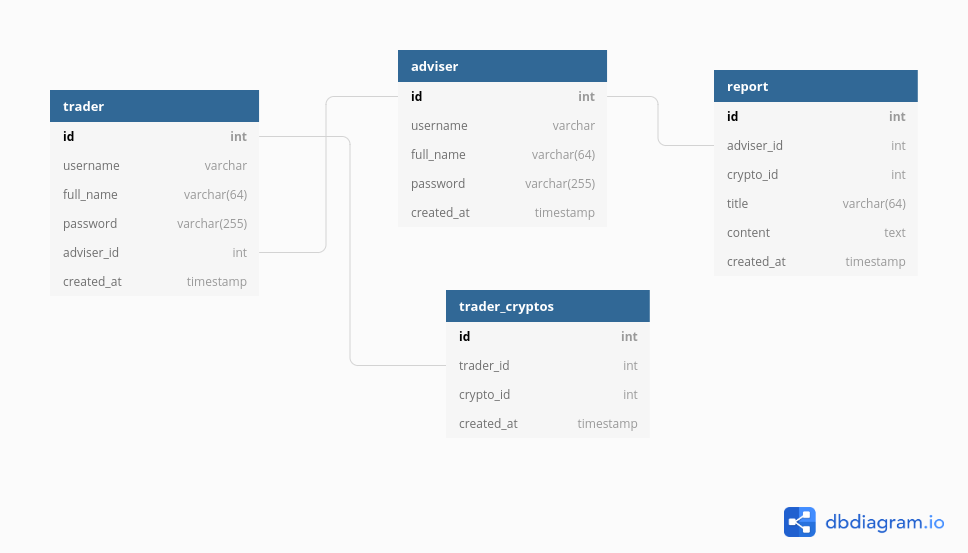 trader
id int
username varchar
full_name varchar(64)
password varchar(255)
adviser_id int
created_at timestamp
adviser
id int
username varchar
full_name varchar(64)
password varchar(255)
created_at timestamp
report
id int
adviser_id int
crypto_id int
title varchar(64)
content text
created_at timestamp
trader_cryptos
id int
trader_id int
crypto_id int
created_at timestamp
dbdiagram.io